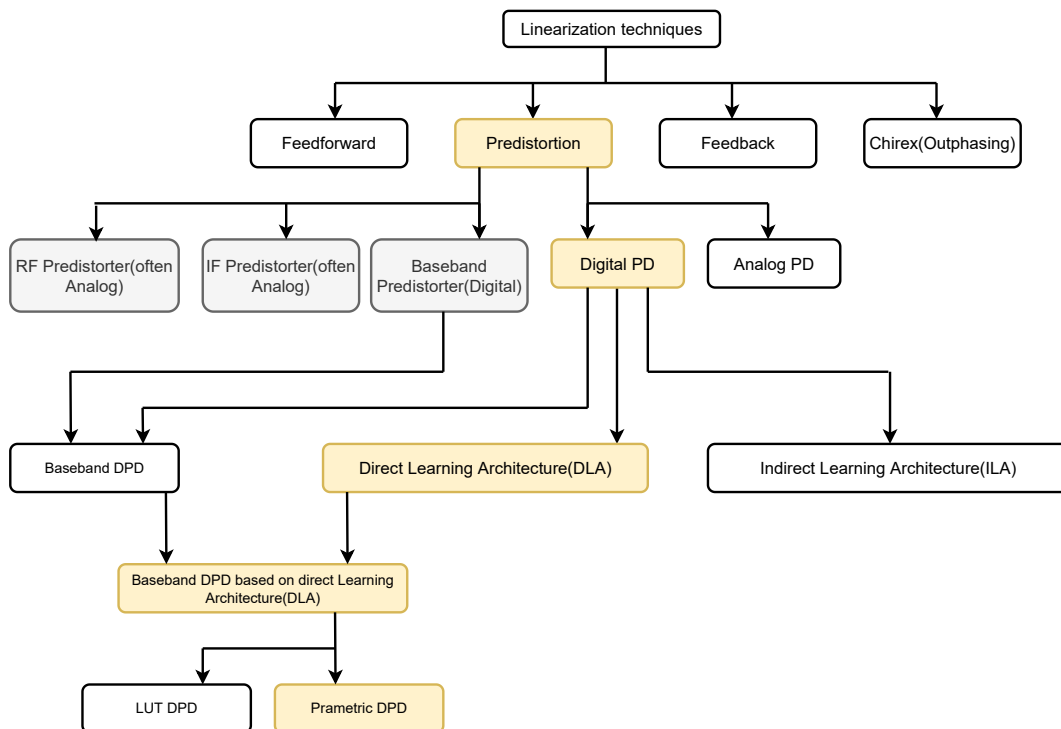 Linearization techniques
Feedforward
Predistortion
Feedback
Chirex(Outphasing)
RF Predistorter(often
Analog)
IF Predistorter(often
Analog)
Baseband
Predistorter(Digital)
Digital PD
Analog PD
Baseband DPD
Direct Learning Architecture(DLA)
Indirect Learning Architecture(ILA)
Baseband DPD based on direct Learning
Architecture(DLA)
LUT DPD
Prametric DPD